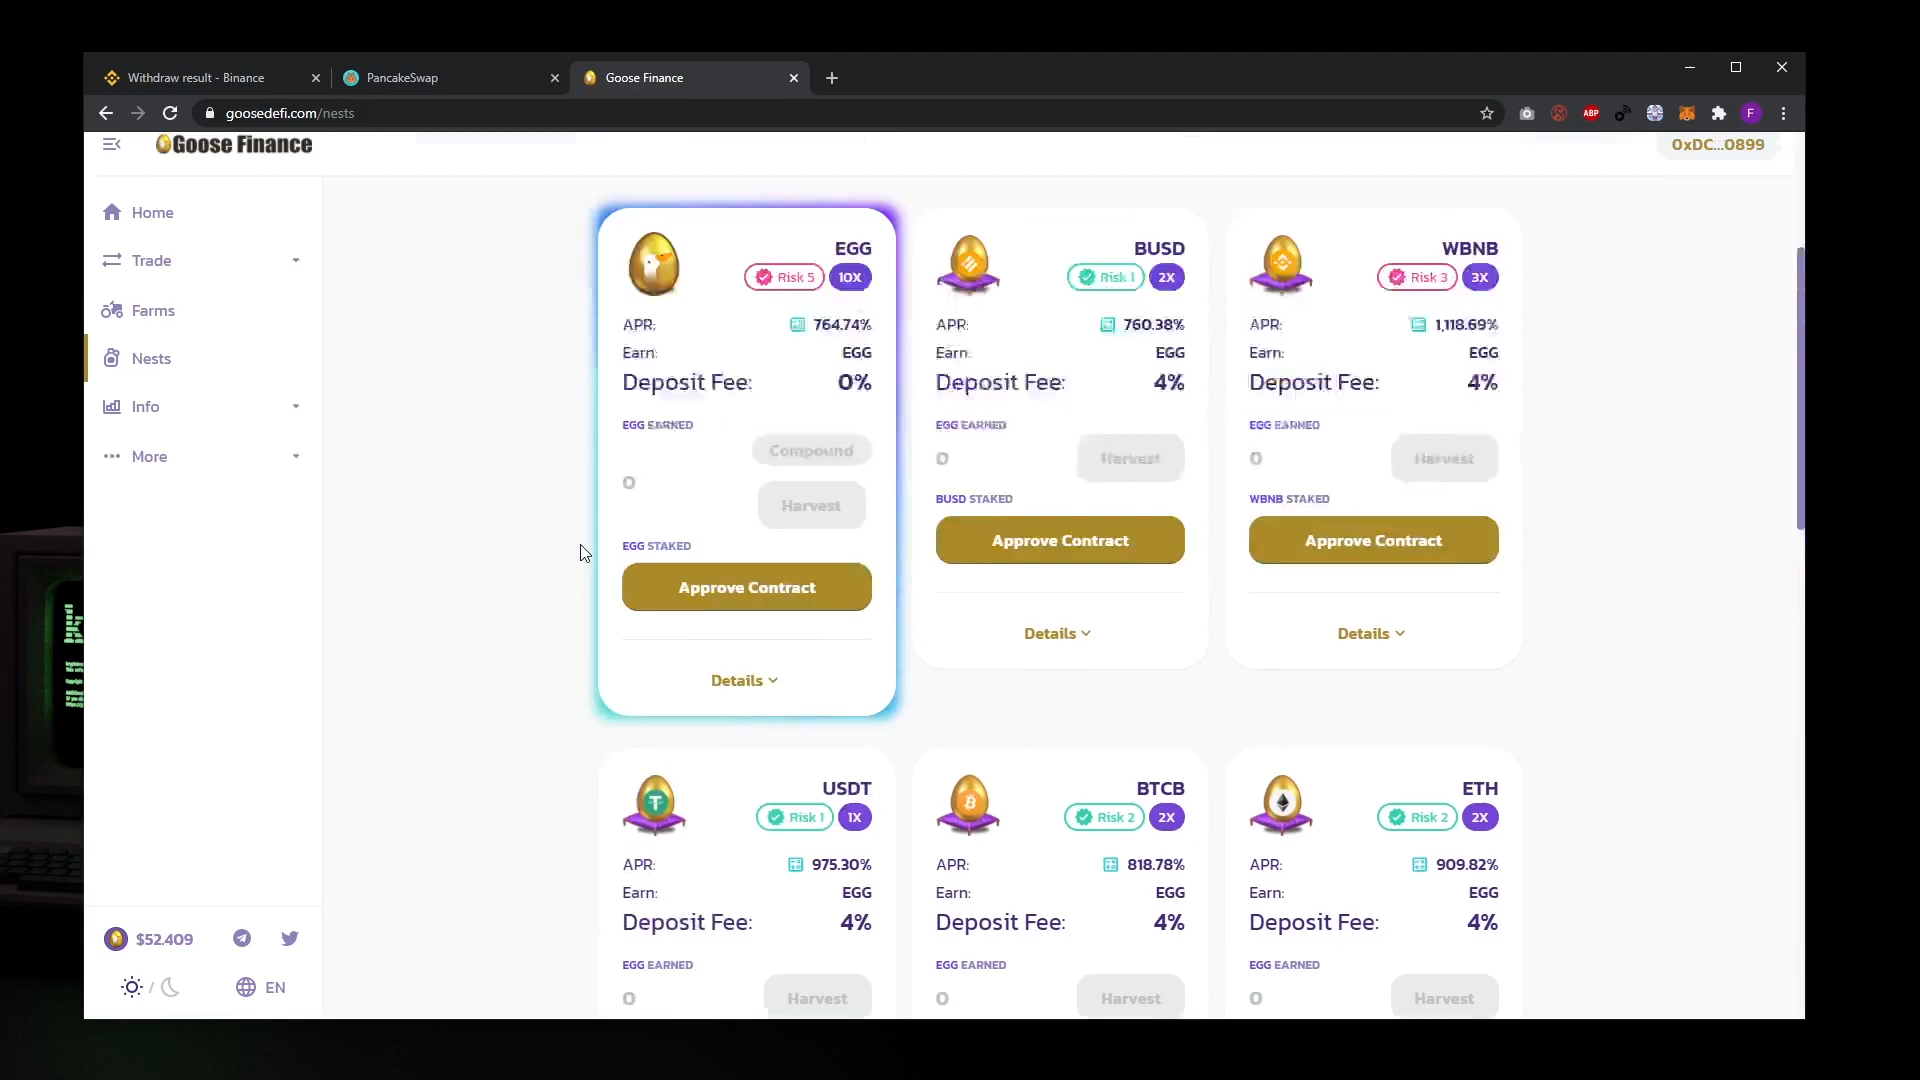 Withdraw result - Binance
PancakeSwap
Goose Finance
goosedefi.com/nests
ABP
F
Goose Finance
0xDC...0899
Home
Trade
Farms
Nests
Info
More
$52.409
/
EN
EGG
Risk 5 10X
APR: 764.74%
Earn: EGG
Deposit Fee: 0%
EGG EARNED
Compound
0
Harvest
EGG STAKED
Approve Contract
Details
BUSD
Risk 1 2X
APR: 760.38%
Earn: EGG
Deposit Fee: 4%
EGG EARNED
0 Harvest
BUSD STAKED
Approve Contract
Details
WBNB
Risk 3 3X
APR: 1,118.69%
Earn: EGG
Deposit Fee: 4%
EGG EARNED
0 Harvest
WBNB STAKED
Approve Contract
Details
USDT
Risk 1 1X
APR: 975.30%
Earn: EGG
Deposit Fee: 4%
EGG EARNED
0 Harvest
BTCB
Risk 2 2X
APR: 818.78%
Earn: EGG
Deposit Fee: 4%
EGG EARNED
0 Harvest
ETH
Risk 2 2X
APR: 909.82%
Earn: EGG
Deposit Fee: 4%
EGG EARNED
0 Harvest